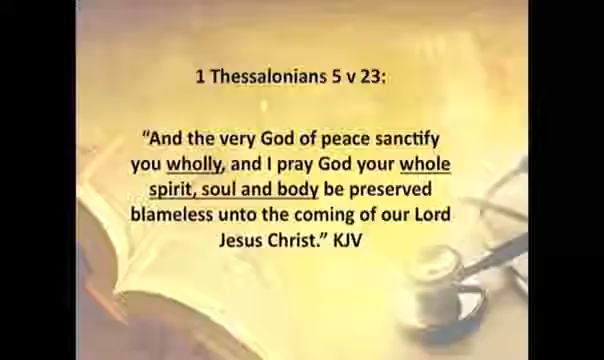 1 Thessalonians 5 v 23:
“And the very God of peace sanctify
you wholly, and I pray God your whole
spirit, soul and body be preserved
blameless unto the coming of our Lord
Jesus Christ.” KJV